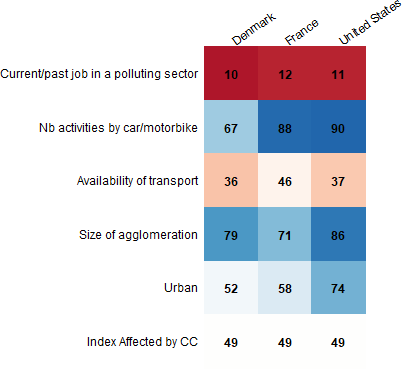 Denmark France United States
Current/past job in a polluting sector 10 12 11
Nb activities by car/motorbike 67 88 90
Availability of transport 36 46 37
Size of agglomeration 79 71 86
Urban 52 58 74
Index Affected by CC 49 49 49